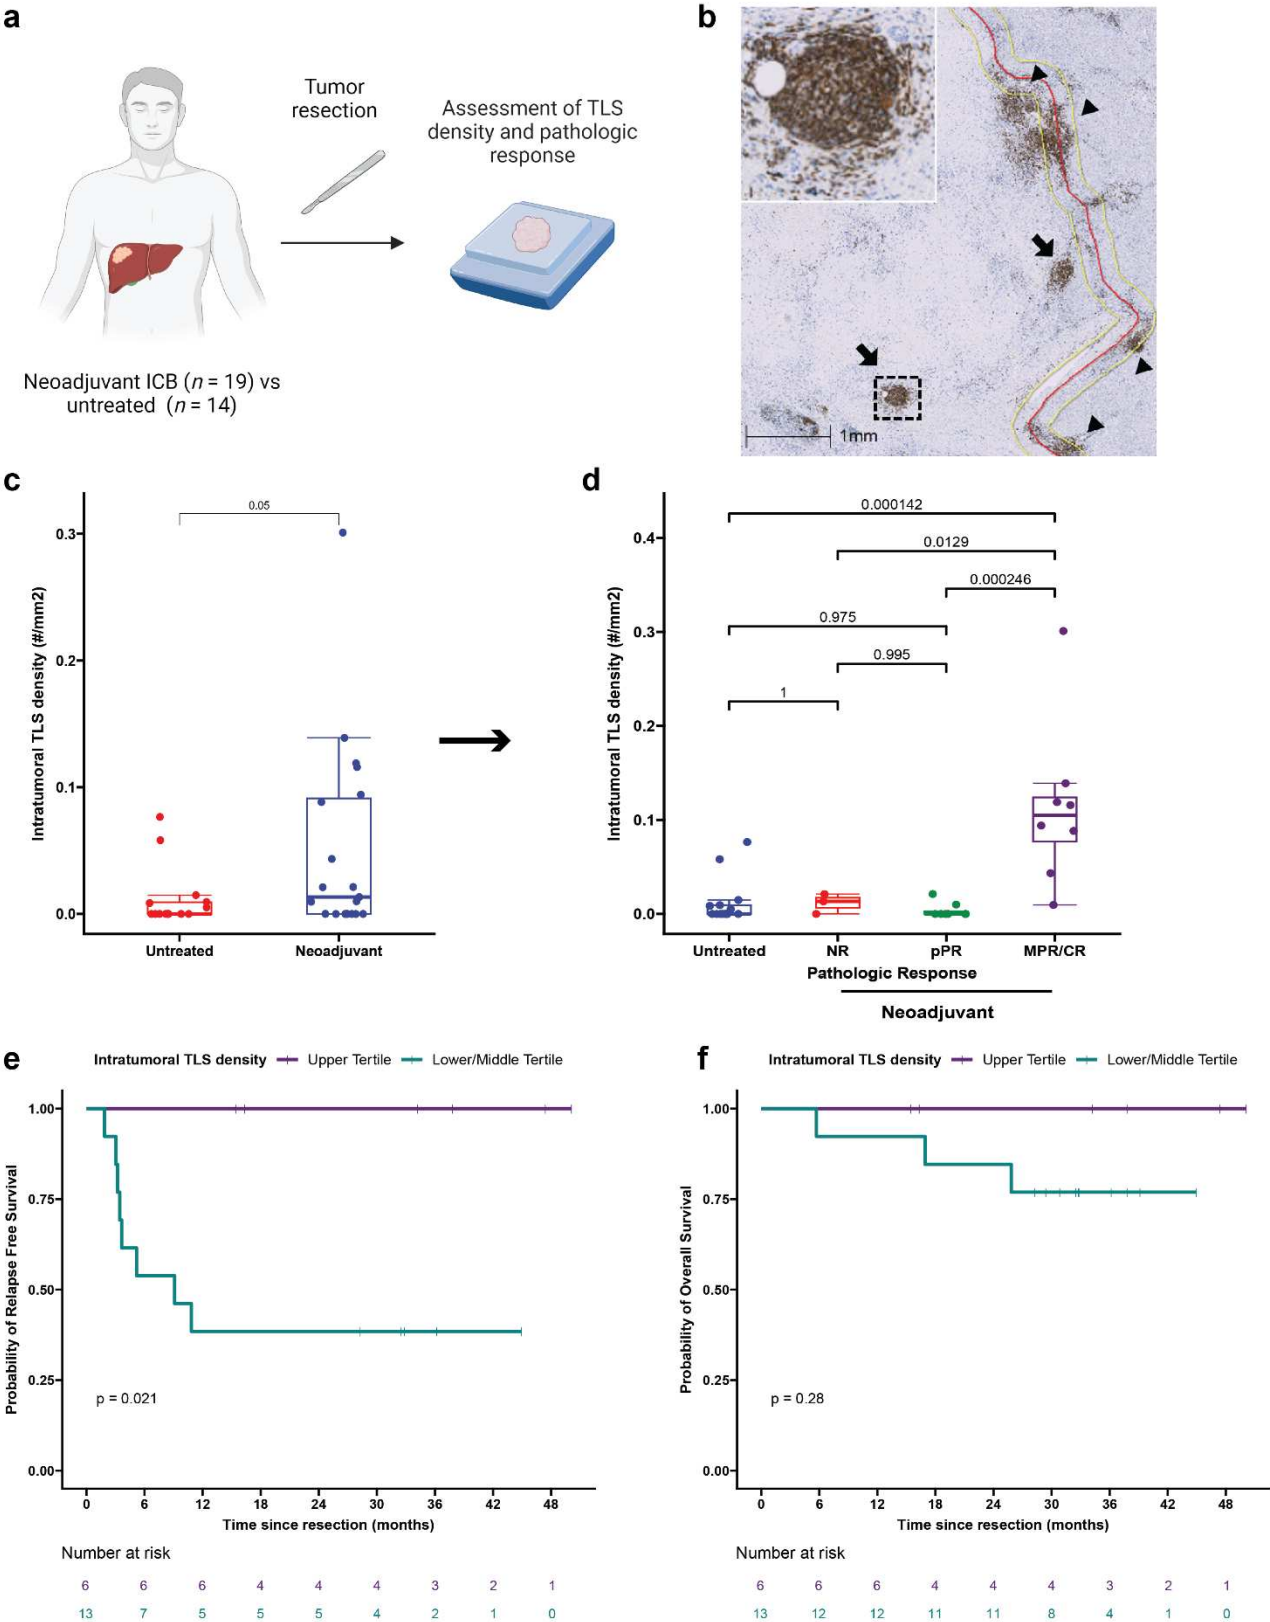 a
Tumor
resection
Assessment of TLS
density and pathologic
response
Neoadjuvant ICB (n = 19) vs
untreated (n = 14)
b
1mm
c
0.05
Intratumoral TLS density (#/mm2)
0.3
0.2
0.1
0.0
Untreated Neoadjuvant
d
0.000142
0.0129
0.000246
0.975
0.995
1
Intratumoral TLS density (#/mm2)
0.4
0.3
0.2
0.1
0.0
Untreated NR pPR MPR/CR
Pathologic Response
Neoadjuvant
e
Intratumoral TLS density Upper Tertile Lower/Middle Tertile
Probability of Relapse Free Survival
1.00
0.75
0.50
0.25
0.00
p = 0.021
0 6 12 18 24 30 36 42 48
Time since resection (months)
Number at risk
6 6 6 4 4 4 3 2 1
13 7 5 5 5 4 2 1 0
f
Intratumoral TLS density Upper Tertile Lower/Middle Tertile
Probability of Overall Survival
1.00
0.75
0.50
0.25
0.00
p = 0.28
0 6 12 18 24 30 36 42 48
Time since resection (months)
Number at risk
6 6 6 4 4 4 3 2 1
13 12 12 11 11 8 4 1 0